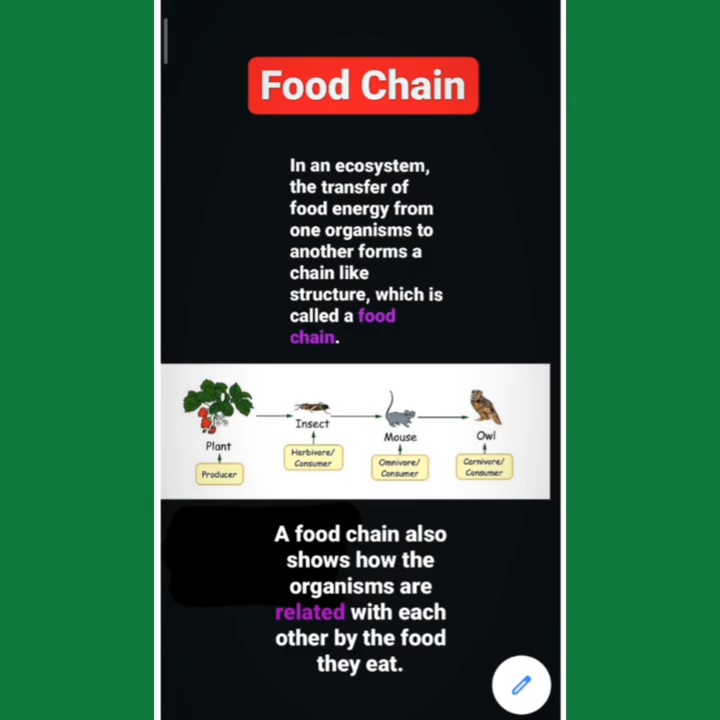 Food Chain
In an ecosystem,
the transfer of
food energy from
one organisms to
another forms a
chain like
structure, which is
called a food
chain.
Plant
Producer
Insect
Herbivore/
Consumer
Mouse
Omnivore/
Consumer
Owl
Carnivore/
Consumer
A food chain also
shows how the
organisms are
related with each
other by the food
they eat.